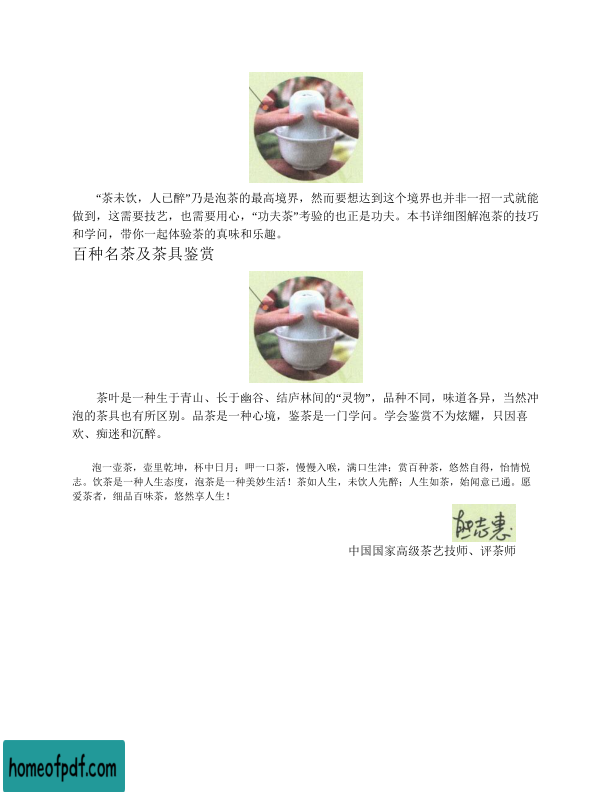 “茶未饮，人已醉”乃是泡茶的最高境界，然而要想达到这个境界也并非一招一式就能
做到，这需要技艺，也需要用心，“功夫茶”考验的也正是功夫。本书详细图解泡茶的技巧
和学问，带你一起体验茶的真味和乐趣。
百种名茶及茶具鉴赏
茶叶是一种生于青山、长于幽谷、结庐林间的“灵物”，品种不同，味道各异，当然冲
泡的茶具也有所区别。品茶是一种心境，鉴茶是一门学问。学会鉴赏不为炫耀，只因喜
欢、痴迷和沉醉。
泡一壶茶，壶里乾坤，杯中日月；呷一口茶，慢慢入喉，满口生津；赏百种茶，悠然自得，怡情悦
志。饮茶是一种人生态度，泡茶是一种美妙生活！茶如人生，未饮人先醉；人生如茶，始闻意已通。愿
爱茶者，细品百味茶，悠然享人生！
志惠
中国国家高级茶艺技师、评茶师
homeofpdf.com